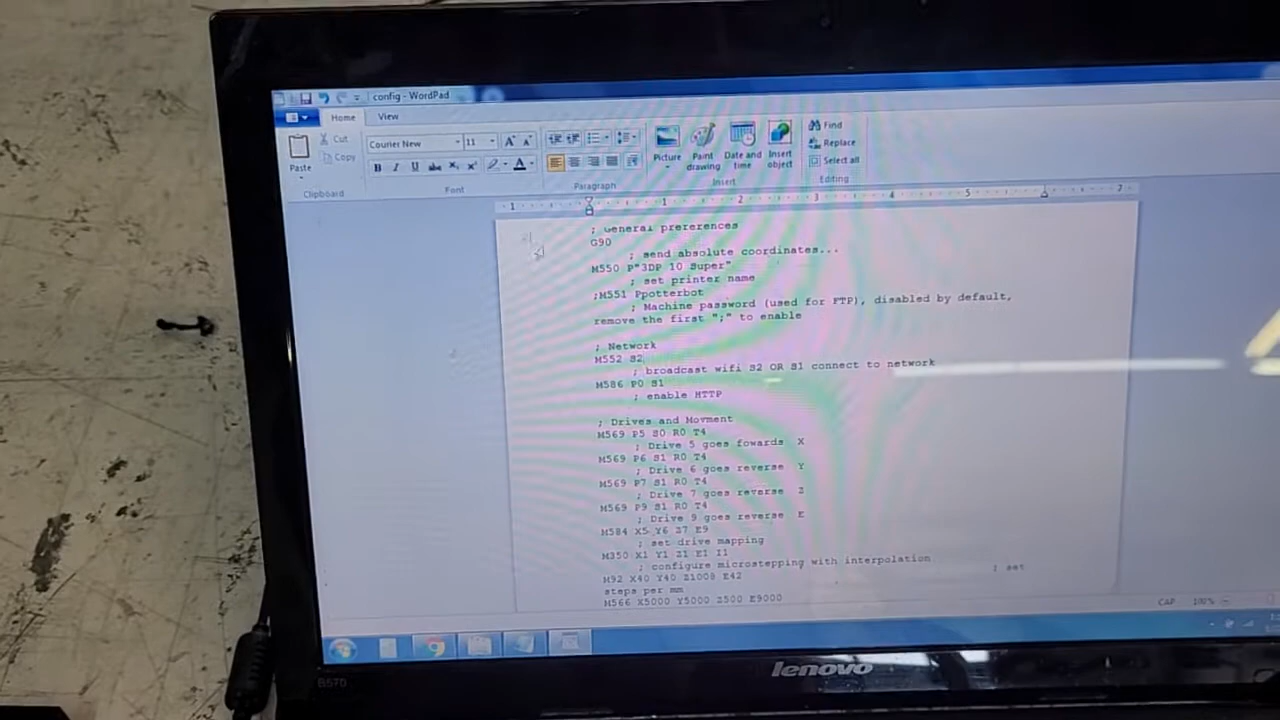 config - WordPad
Home View
Paste
Cut
Copy
Clipboard
Courier New 11
Font
Paragraph
Picture
Paint drawing
Date and time
Insert object
Insert
Find
Replace
Select all
Editing
; General preferences
G90
; send absolute coordinates...
M550 P"3DP 10 Super"
; set printer name
;M551 Ppotterbot
; Machine password (used for FTP), disabled by default,
remove the first ";" to enable
; Network
M552 S2
; broadcast wifi S2 OR S1 connect to network
M586 P0 S1
; enable HTTP
; Drives and Movment
M569 P5 S0 R0 T4
; Drive 5 goes fowards X
M569 P6 S1 R0 T4
; Drive 6 goes reverse Y
M569 P7 S1 R0 T4
; Drive 7 goes reverse Z
M569 P9 S1 R0 T4
; Drive 9 goes reverse E
M584 X5 Y6 Z7 E9
; set drive mapping
M350 X1 Y1 Z1 E1 I1
; configure microstepping with interpolation
M92 X40 Y40 Z1008 E42 ; set
steps per mm
M566 X5000 Y5000 Z500 E9000
CAP 100%
lenovo
B570